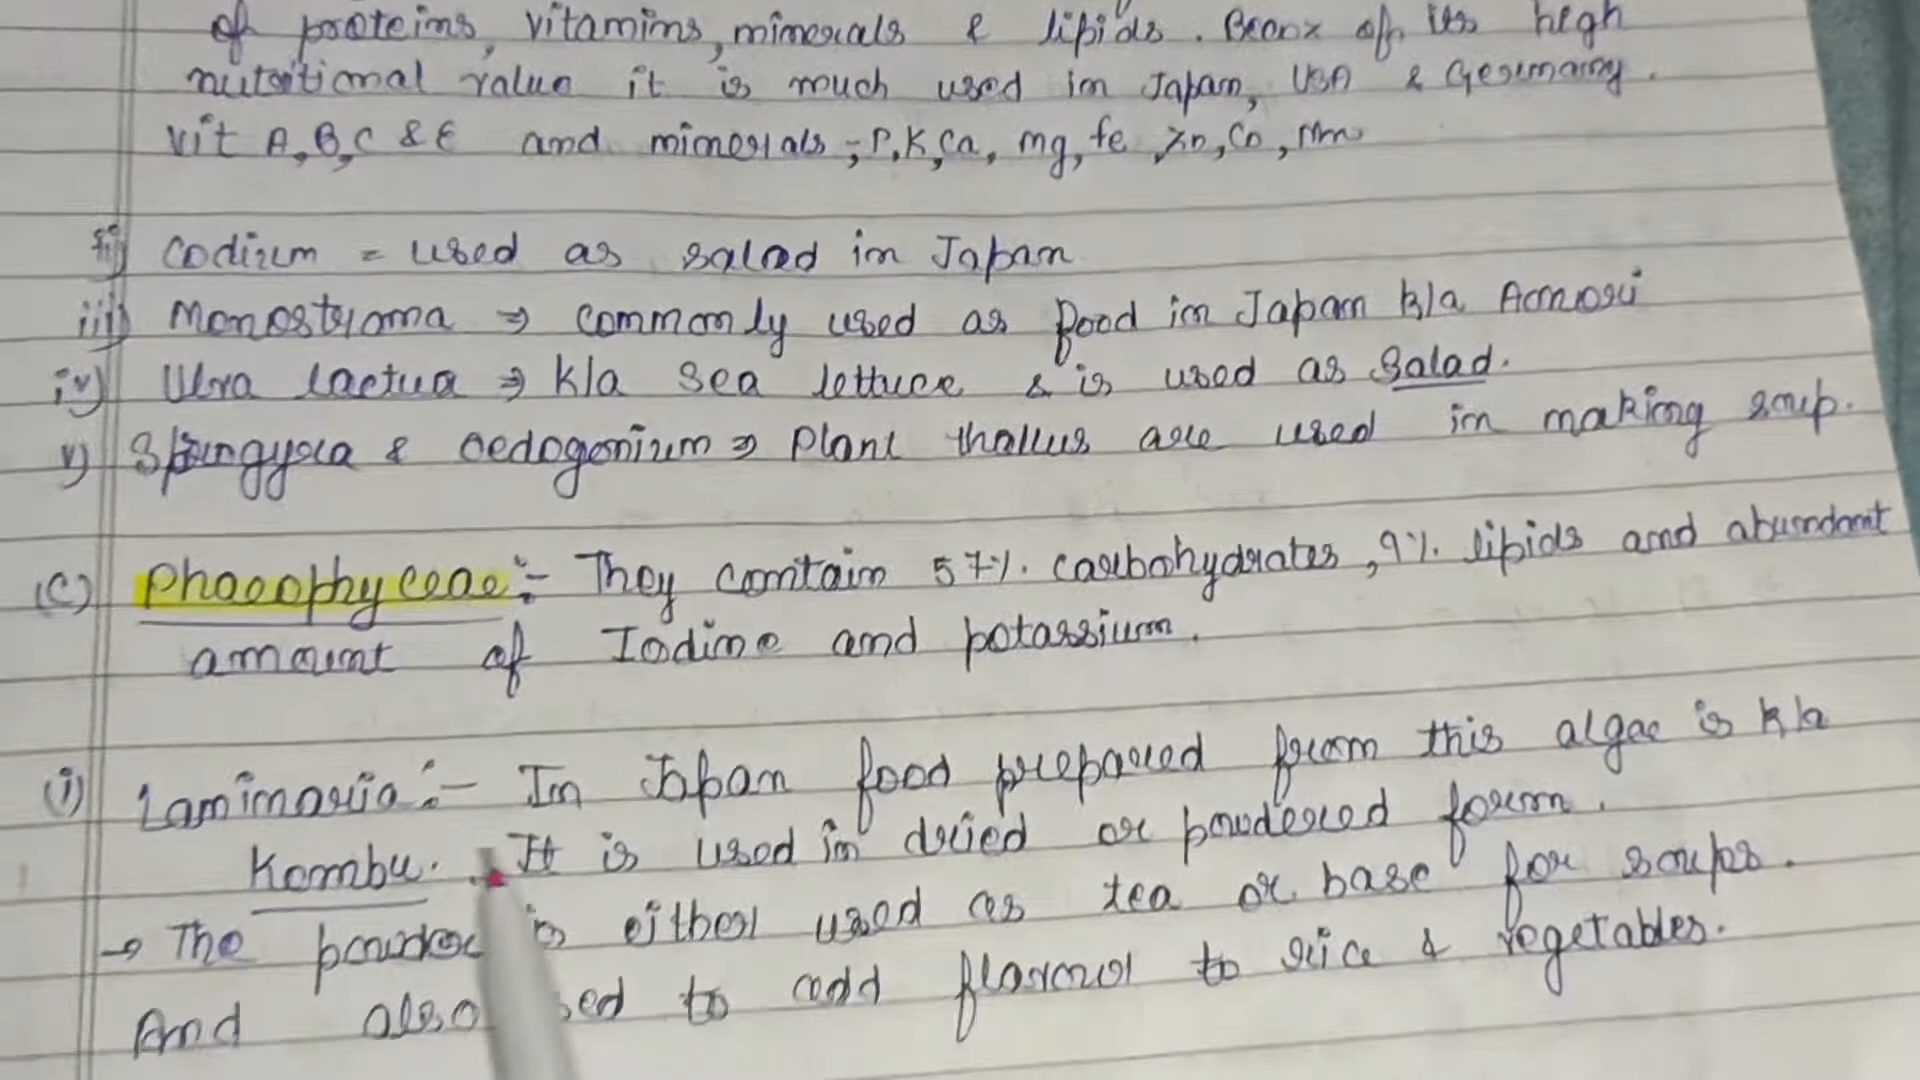 of proteins, vitamins, minerals & lipids. Becoz of its high
nutritional value it is much used in Japan, USA & Germany.
Vit A, B, C & E and minerals ;- P, K, Ca, Mg, Fe, Zn, Co, Mn
ii) Codium = used as salad in Japan
iii) Monostroma ⇒ commonly used as food in Japan k/a Aonori
iv) Ulva lactua ⇒ k/a sea lettuce & is used as salad.
v) Spirogyra & oedogonium ⇒ Plant thallus are used in making soup.
(C) Phaeophyceae :- They contain 57% carbohydrates, 9% lipids and abundant
amount of Iodine and potassium.
(i) Laminaria :- In Japan food prepared from this algae is k/a
Kombu. It is used in dried or powdered form.
→ The powder is either used as tea or base for soups.
And also to add flavour to rice & vegetables.